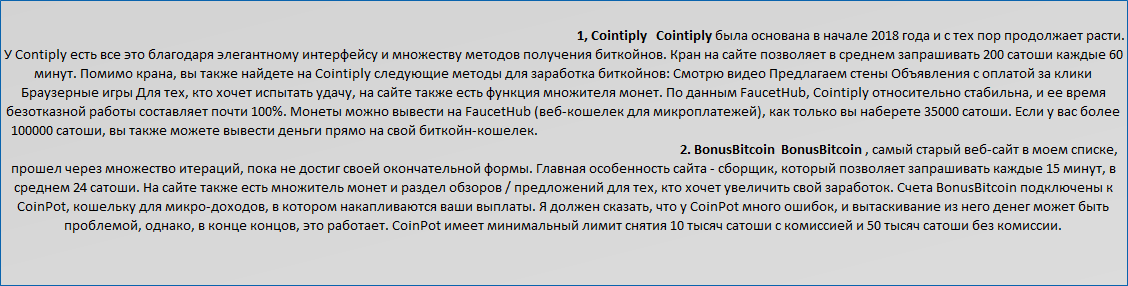 1, Cointiply Cointiply была основана в начале 2018 года и с тех пор продолжает расти.
У Contiply есть все это благодаря элегантному интерфейсу и множеству методов получения биткойнов. Кран на сайте позволяет в среднем запрашивать 200 сатоши каждые 60
минут. Помимо крана, вы также найдете на Cointiply следующие методы для заработка биткойнов: Смотрю видео Предлагаем стены Объявления с оплатой за клики
Браузерные игры Для тех, кто хочет испытать удачу, на сайте также есть функция множителя монет. По данным FaucetHub, Cointiply относительно стабильна, и ее время
безотказной работы составляет почти 100%. Монеты можно вывести на FaucetHub (веб-кошелек для микроплатежей), как только вы наберете 35000 сатоши. Если у вас более
100000 сатоши, вы также можете вывести деньги прямо на свой биткойн-кошелек.
2. BonusBitcoin BonusBitcoin , самый старый веб-сайт в моем списке,
прошел через множество итераций, пока не достиг своей окончательной формы. Главная особенность сайта - сборщик, который позволяет запрашивать каждые 15 минут, в
среднем 24 сатоши. На сайте также есть множитель монет и раздел обзоров / предложений для тех, кто хочет увеличить свой заработок. Счета BonusBitcoin подключены к
CoinPot, кошельку для микро-доходов, в котором накапливаются ваши выплаты. Я должен сказать, что у CoinPot много ошибок, и вытаскивание из него денег может быть
проблемой, однако, в конце концов, это работает. CoinPot имеет минимальный лимит снятия 10 тысяч сатоши с комиссией и 50 тысяч сатоши без комиссии.